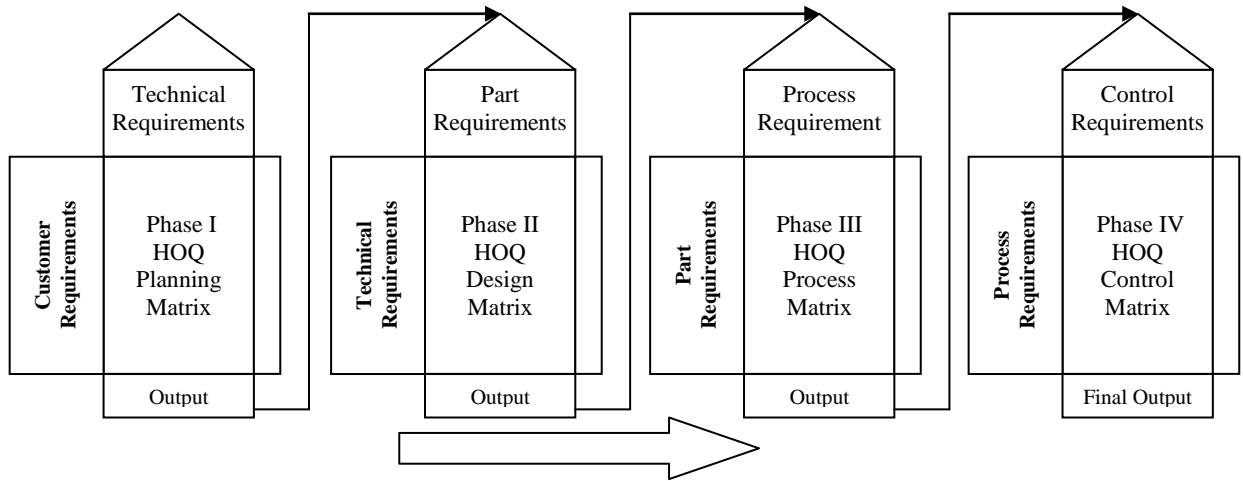 Technical
Requirements
Customer
Requirements
Phase I
HOQ
Planning
Matrix
Output
Part
Requirements
Technical
Requirements
Phase II
HOQ
Design
Matrix
Output
Process
Requirement
Part
Requirements
Phase III
HOQ
Process
Matrix
Output
Control
Requirements
Process
Requirements
Phase IV
HOQ
Control
Matrix
Final Output